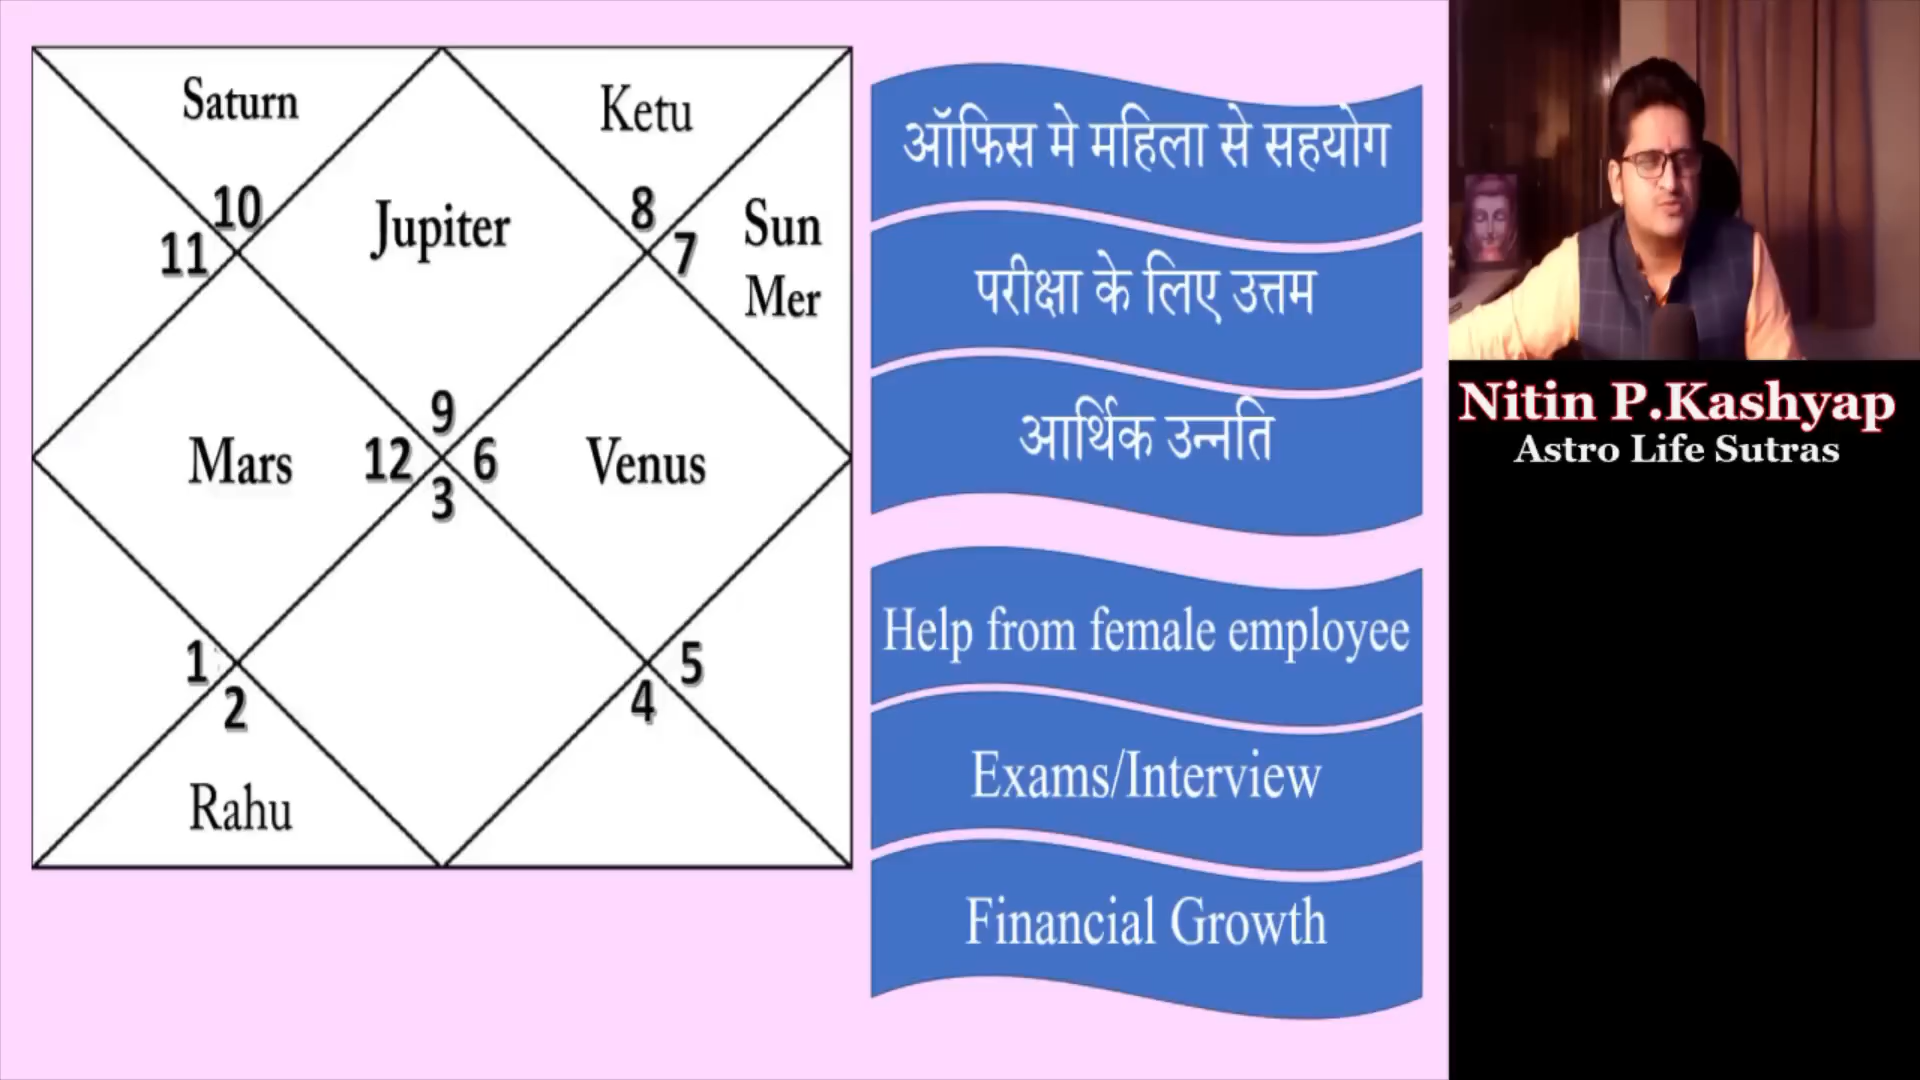 Saturn
Ketu
10
8
11
Jupiter
7
Sun
Mer
9
Mars
12
6
Venus
3
1
5
2
4
Rahu
ऑफिस मे महिला से सहयोग
परीक्षा के लिए उत्तम
आर्थिक उन्नति
Help from female employee
Exams/Interview
Financial Growth
Nitin P.Kashyap
Astro Life Sutras